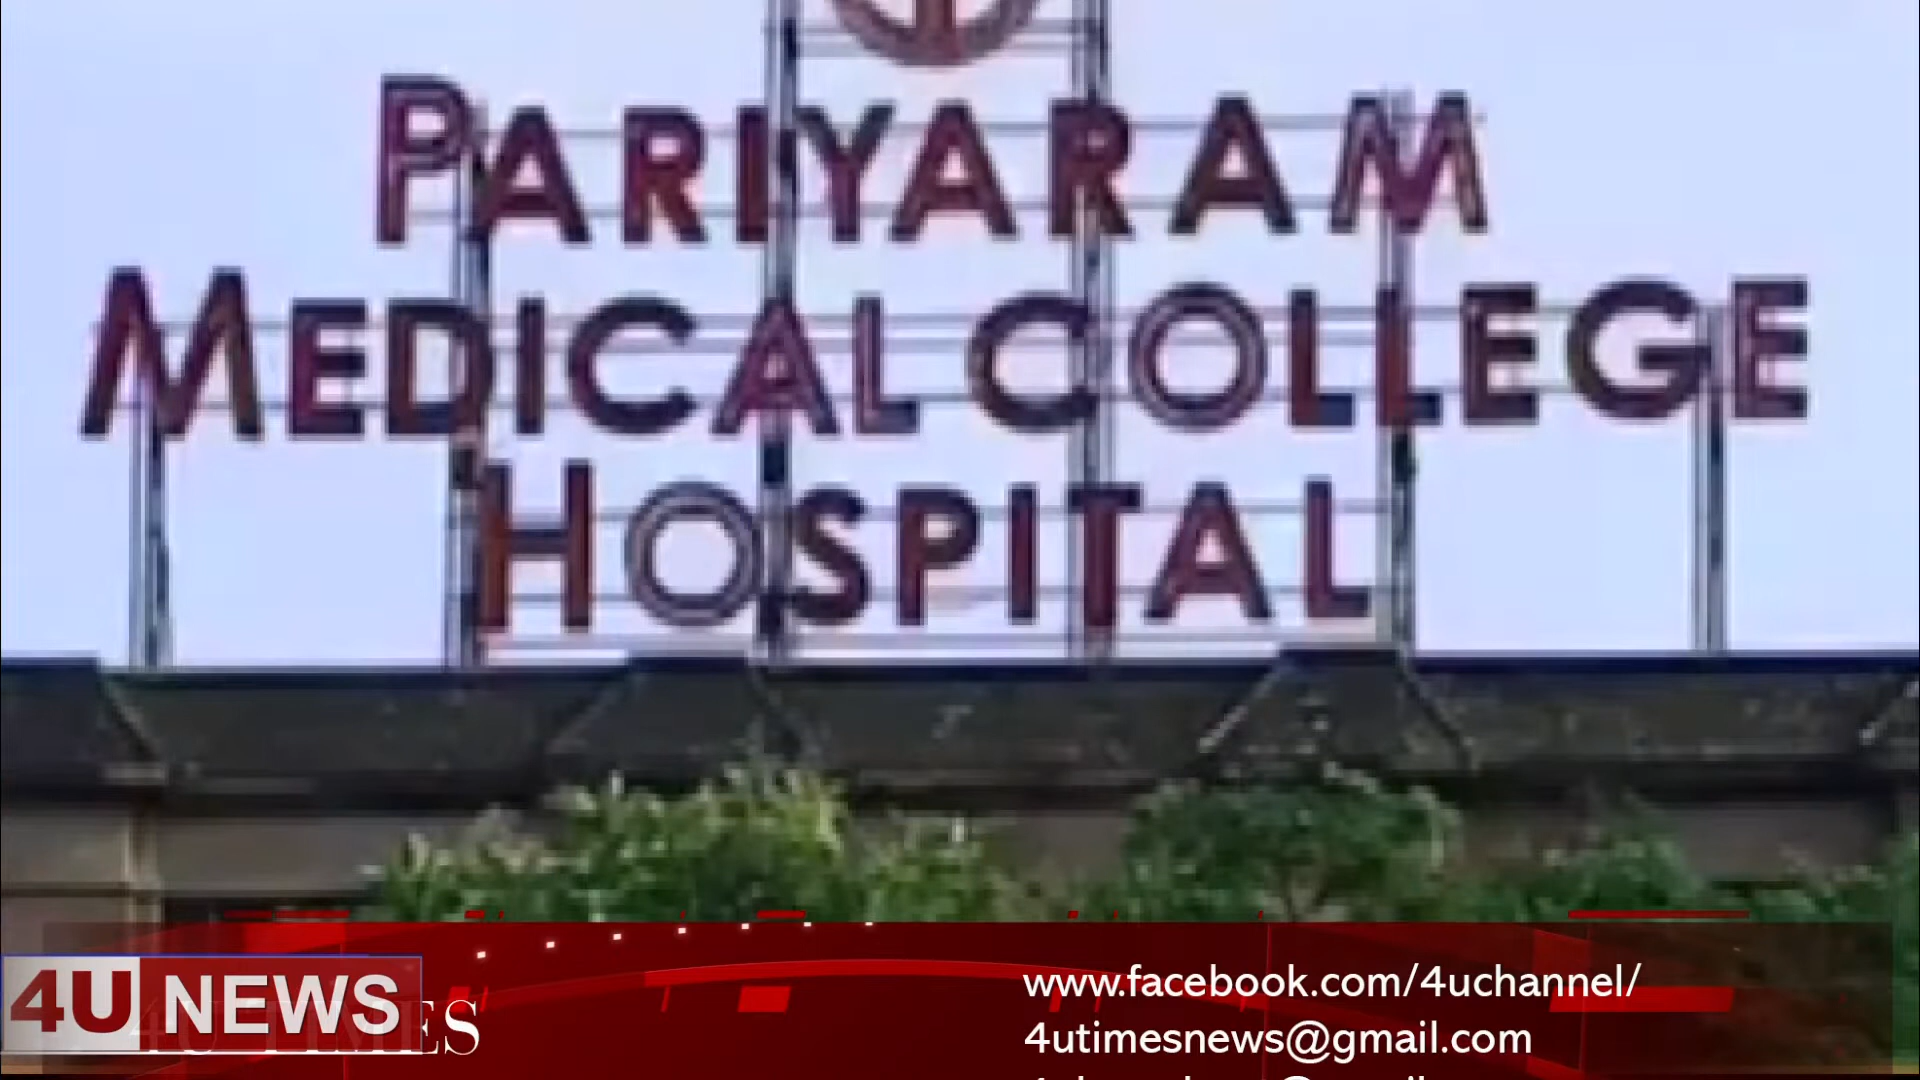 PARIYARAM
MEDICAL COLLEGE
HOSPITAL
4U NEWS
www.facebook.com/4uchannel/
4utimesnews@gmail.com